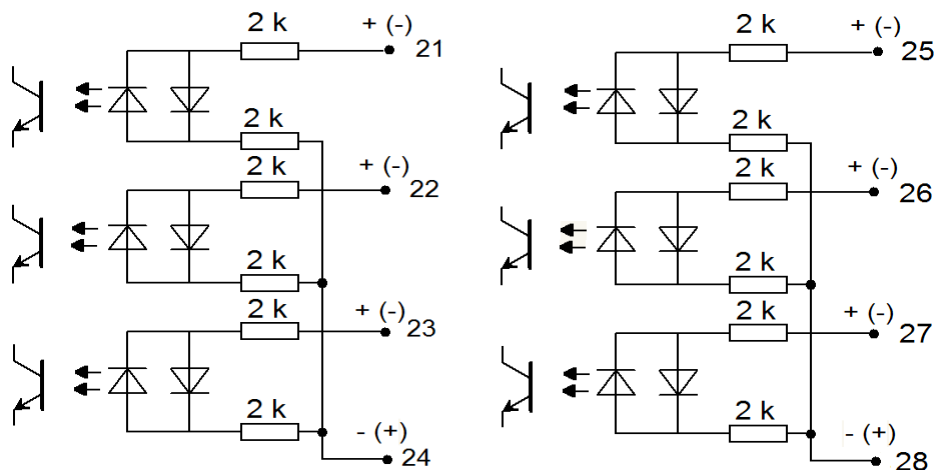 2 k + (-) 21
2 k
2 k + (-) 22
2 k
2 k + (-) 23
2 k - (+) 24
2 k + (-) 25
2 k
2 k + (-) 26
2 k
2 k + (-) 27
2 k - (+) 28